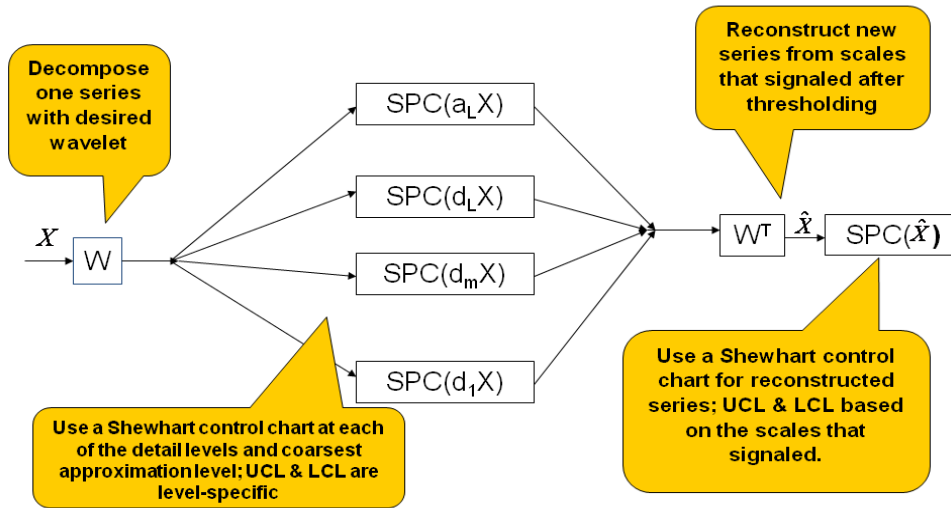 Decompose
one series
with desired
wavelet
Reconstruct new
series from scales
that signaled after
thresholding
SPC(aLX)
SPC(dLX)
SPC(dmX)
SPC(d1X)
X
W
WT
X̂
SPC(X̂)
Use a Shewhart control chart at each
of the detail levels and coarsest
approximation level; UCL & LCL are
level-specific
Use a Shewhart control
chart for reconstructed
series; UCL & LCL based
on the scales that
signaled.